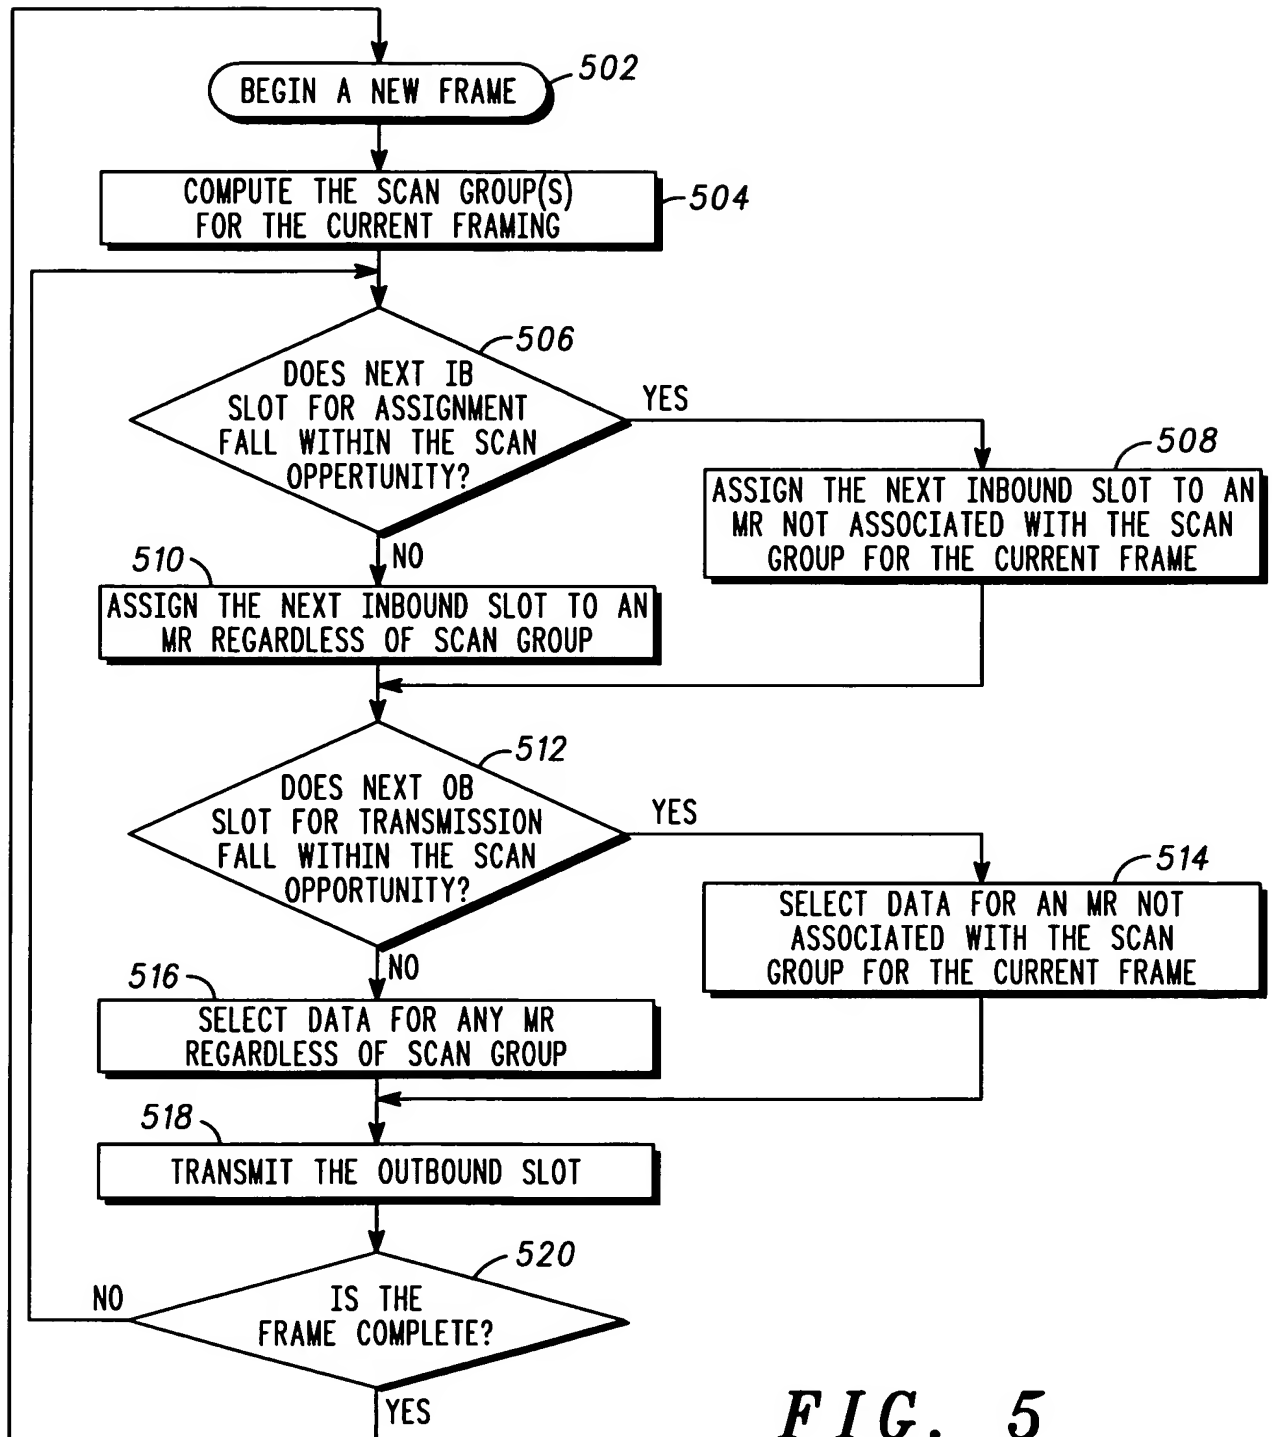 502
BEGIN A NEW FRAME
COMPUTE THE SCAN GROUP(S)
FOR THE CURRENT FRAMING
504
506
DOES NEXT IB
SLOT FOR ASSIGNMENT
FALL WITHIN THE SCAN
OPPERTUNITY?
YES
508
ASSIGN THE NEXT INBOUND SLOT TO AN
MR NOT ASSOCIATED WITH THE SCAN
GROUP FOR THE CURRENT FRAME
NO
510
ASSIGN THE NEXT INBOUND SLOT TO AN
MR REGARDLESS OF SCAN GROUP
512
DOES NEXT OB
SLOT FOR TRANSMISSION
FALL WITHIN THE SCAN
OPPORTUNITY?
YES
514
SELECT DATA FOR AN MR NOT
ASSOCIATED WITH THE SCAN
GROUP FOR THE CURRENT FRAME
NO
516
SELECT DATA FOR ANY MR
REGARDLESS OF SCAN GROUP
518
TRANSMIT THE OUTBOUND SLOT
520
IS THE
FRAME COMPLETE?
NO
YES
FIG. 5